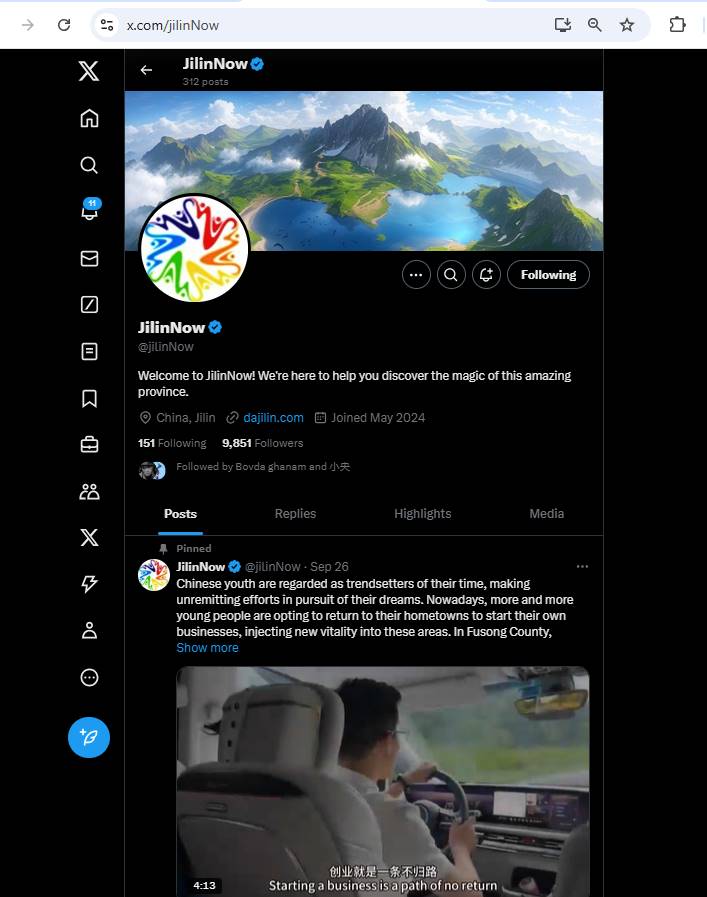 x.com/jilinNow
JilinNow
312 posts
11
Following
JilinNow
@jilinNow
Welcome to JilinNow! We're here to help you discover the magic of this amazing
province.
China, Jilin dajilin.com Joined May 2024
151 Following 9,851 Followers
Followed by Bovda ghanam and 小央
Posts Replies Highlights Media
Pinned
JilinNow @jilinNow · Sep 26
Chinese youth are regarded as trendsetters of their time, making
unremitting efforts in pursuit of their dreams. Nowadays, more and more
young people are opting to return to their hometowns to start their own
businesses, injecting new vitality into these areas. In Fusong County,
Show more
创业就是一条不归路
4:13 Starting a business is a path of no return